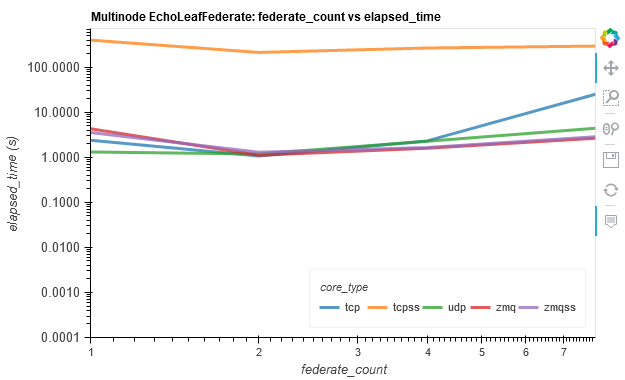 Multinode EchoLeafFederate: federate_count vs elapsed_time
elapsed_time (s)
100.0000
10.0000
1.0000
0.1000
0.0100
0.0010
0.0001
core_type
tcp tcpss udp zmq zmqss
1 2 3 4 5 6 7
federate_count